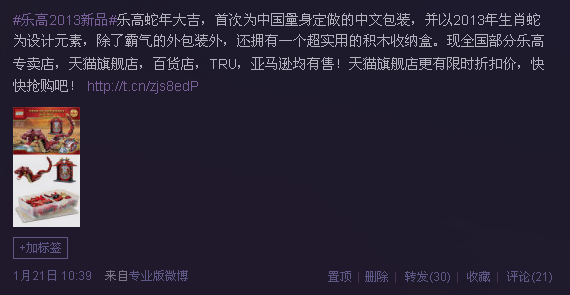 #乐高2013新品#乐高蛇年大吉，首次为中国量身定做的中文包装，并以2013年生肖蛇
为设计元素，除了霸气的外包装外，还拥有一个超实用的积木收纳盒。现全国部分乐高
专卖店，天猫旗舰店，百货店，TRU，亚马逊均有售！天猫旗舰店更有限时折扣价，快
快抢购吧！ http://t.cn/zjs8edP
+加标签
1月21日 10:39 来自专业版微博 置顶 | 删除 | 转发(30) | 收藏 | 评论(21)